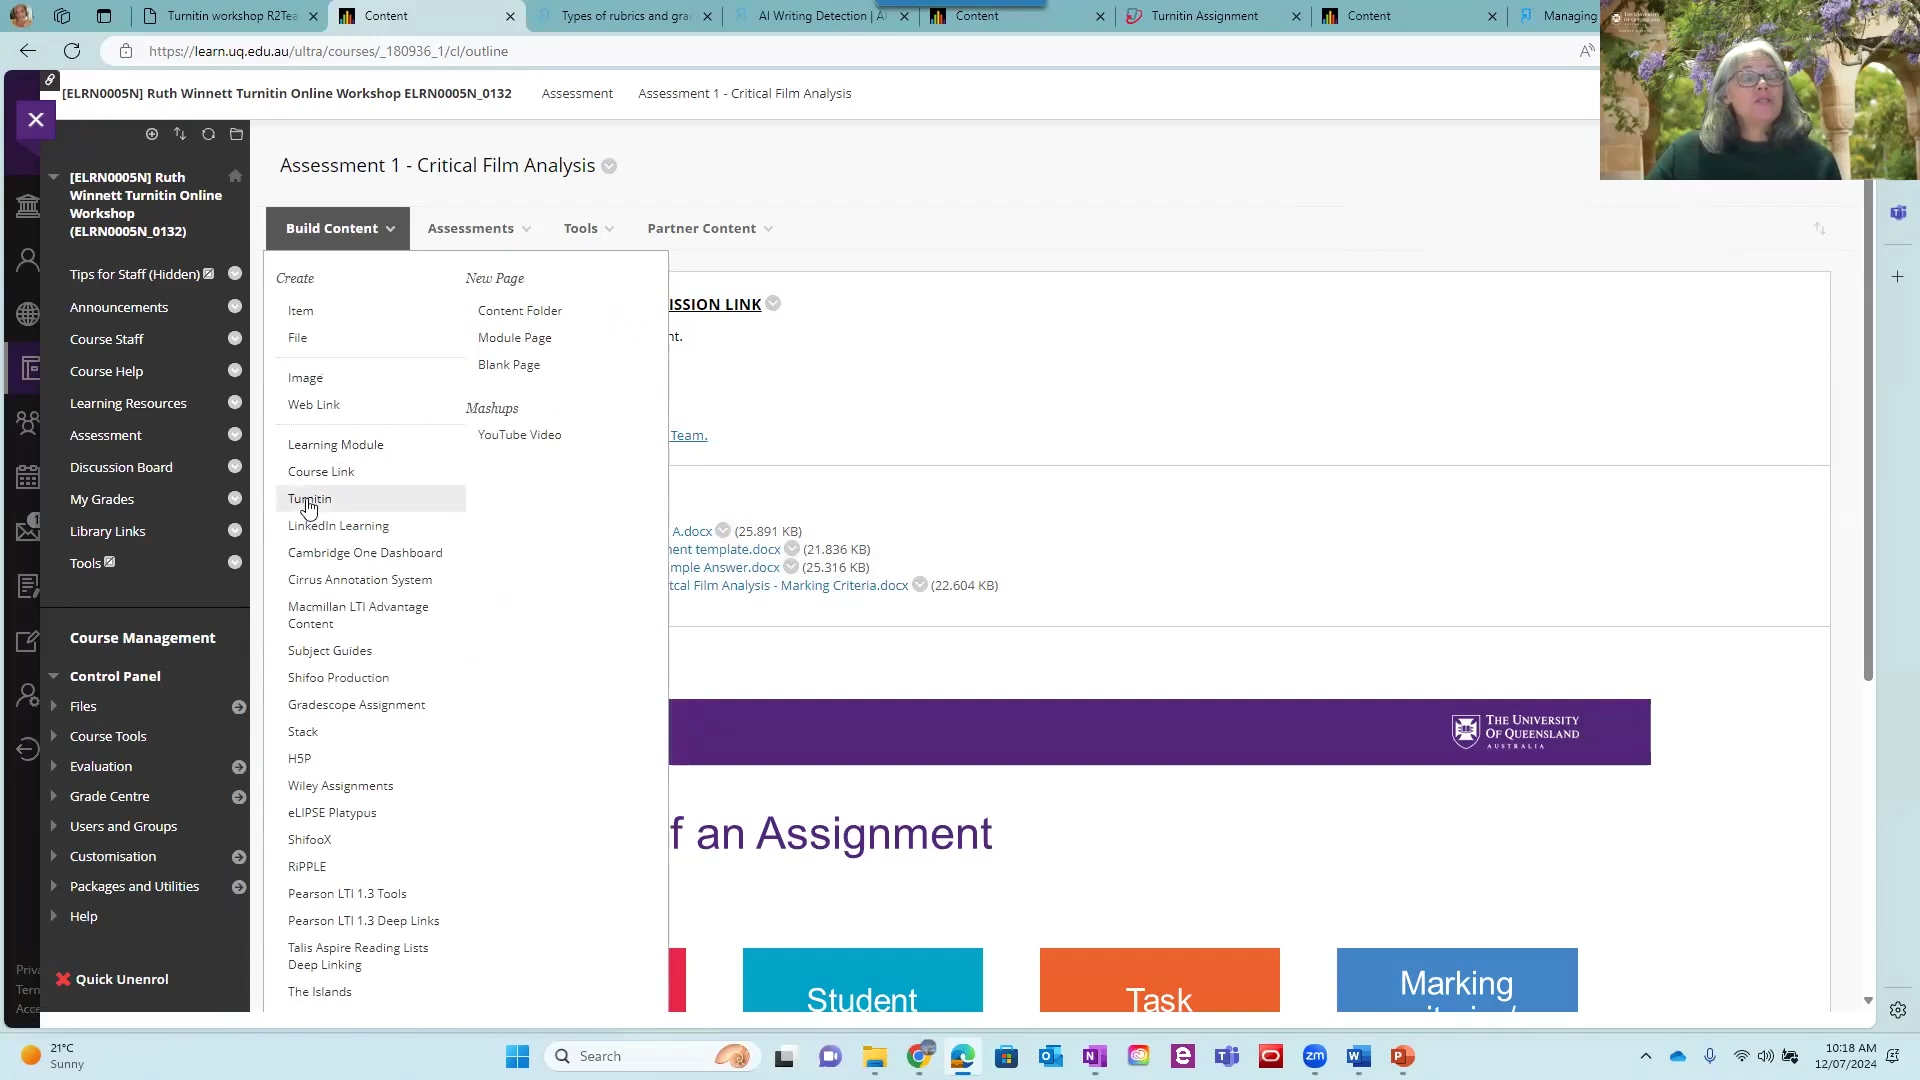 Turnitin workshop R2Tea
Content
Types of rubrics and gra
AI Writing Detection | A
Content
Turnitin Assignment
Content
Managing
https://learn.uq.edu.au/ultra/courses/_180936_1/cl/outline
[ELRN0005N] Ruth Winnett Turnitin Online Workshop ELRN0005N_0132
Assessment
Assessment 1 - Critical Film Analysis
[ELRN0005N] Ruth
Winnett Turnitin Online
Workshop
(ELRN0005N_0132)
Tips for Staff (Hidden)
Announcements
Course Staff
Course Help
Learning Resources
Assessment
Discussion Board
My Grades
Library Links
Tools
Course Management
Control Panel
Files
Course Tools
Evaluation
Grade Centre
Users and Groups
Customisation
Packages and Utilities
Help
Quick Unenrol
1
Priva
Term
Acce
Assessment 1 - Critical Film Analysis
Build Content
Assessments
Tools
Partner Content
Create
Item
File
Image
Web Link
Learning Module
Course Link
Turnitin
LinkedIn Learning
Cambridge One Dashboard
Cirrus Annotation System
Macmillan LTI Advantage
Content
Subject Guides
Shifoo Production
Gradescope Assignment
Stack
H5P
Wiley Assignments
eLIPSE Platypus
ShifooX
RiPPLE
Pearson LTI 1.3 Tools
Pearson LTI 1.3 Deep Links
Talis Aspire Reading Lists
Deep Linking
The Islands
New Page
Content Folder
Module Page
Blank Page
Mashups
YouTube Video
ISSION LINK
nt.
Team.
A.docx (25.891 KB)
ent template.docx (21.836 KB)
mple Answer.docx (25.316 KB)
tcal Film Analysis - Marking Criteria.docx (22.604 KB)
THE UNIVERSITY
OF QUEENSLAND
AUSTRALIA
f an Assignment
Student
Task
Marking
21°C
Sunny
Search
zm
10:18 AM
12/07/2024